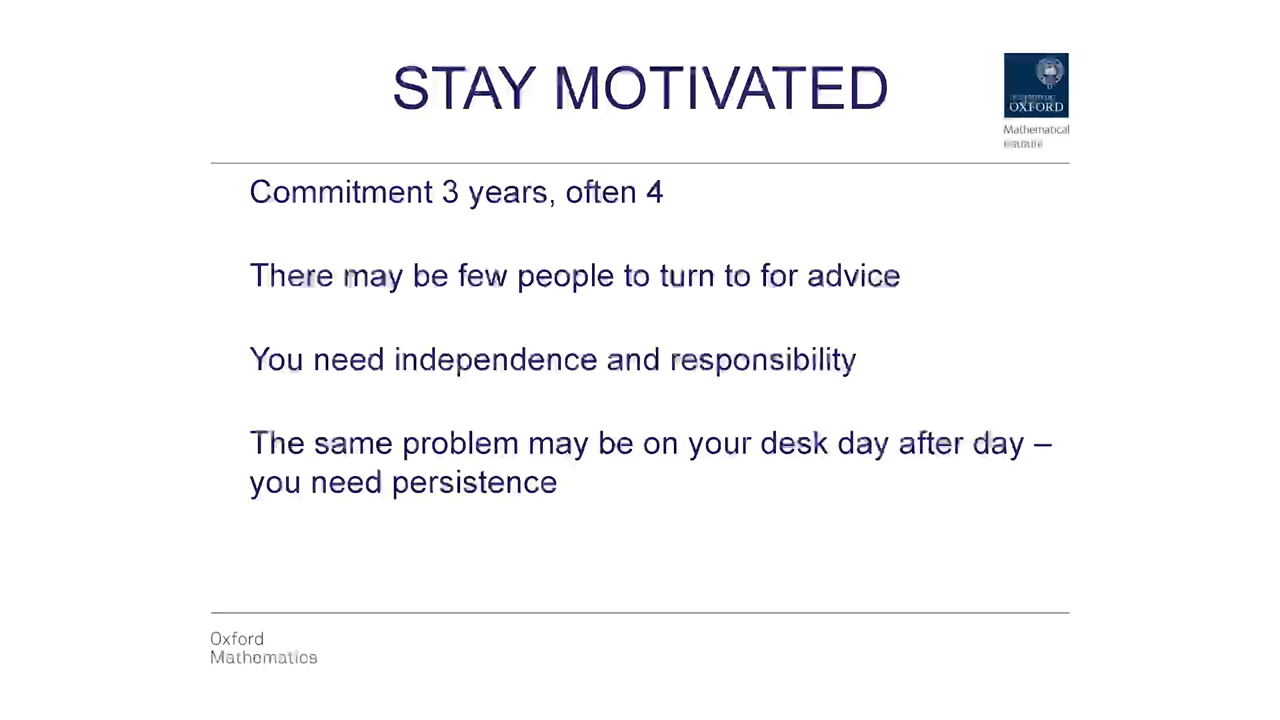 STAY MOTIVATED
OXFORD
Mathematical
Commitment 3 years, often 4
There may be few people to turn to for advice
You need independence and responsibility
The same problem may be on your desk day after day –
you need persistence
Oxford
Mathematics